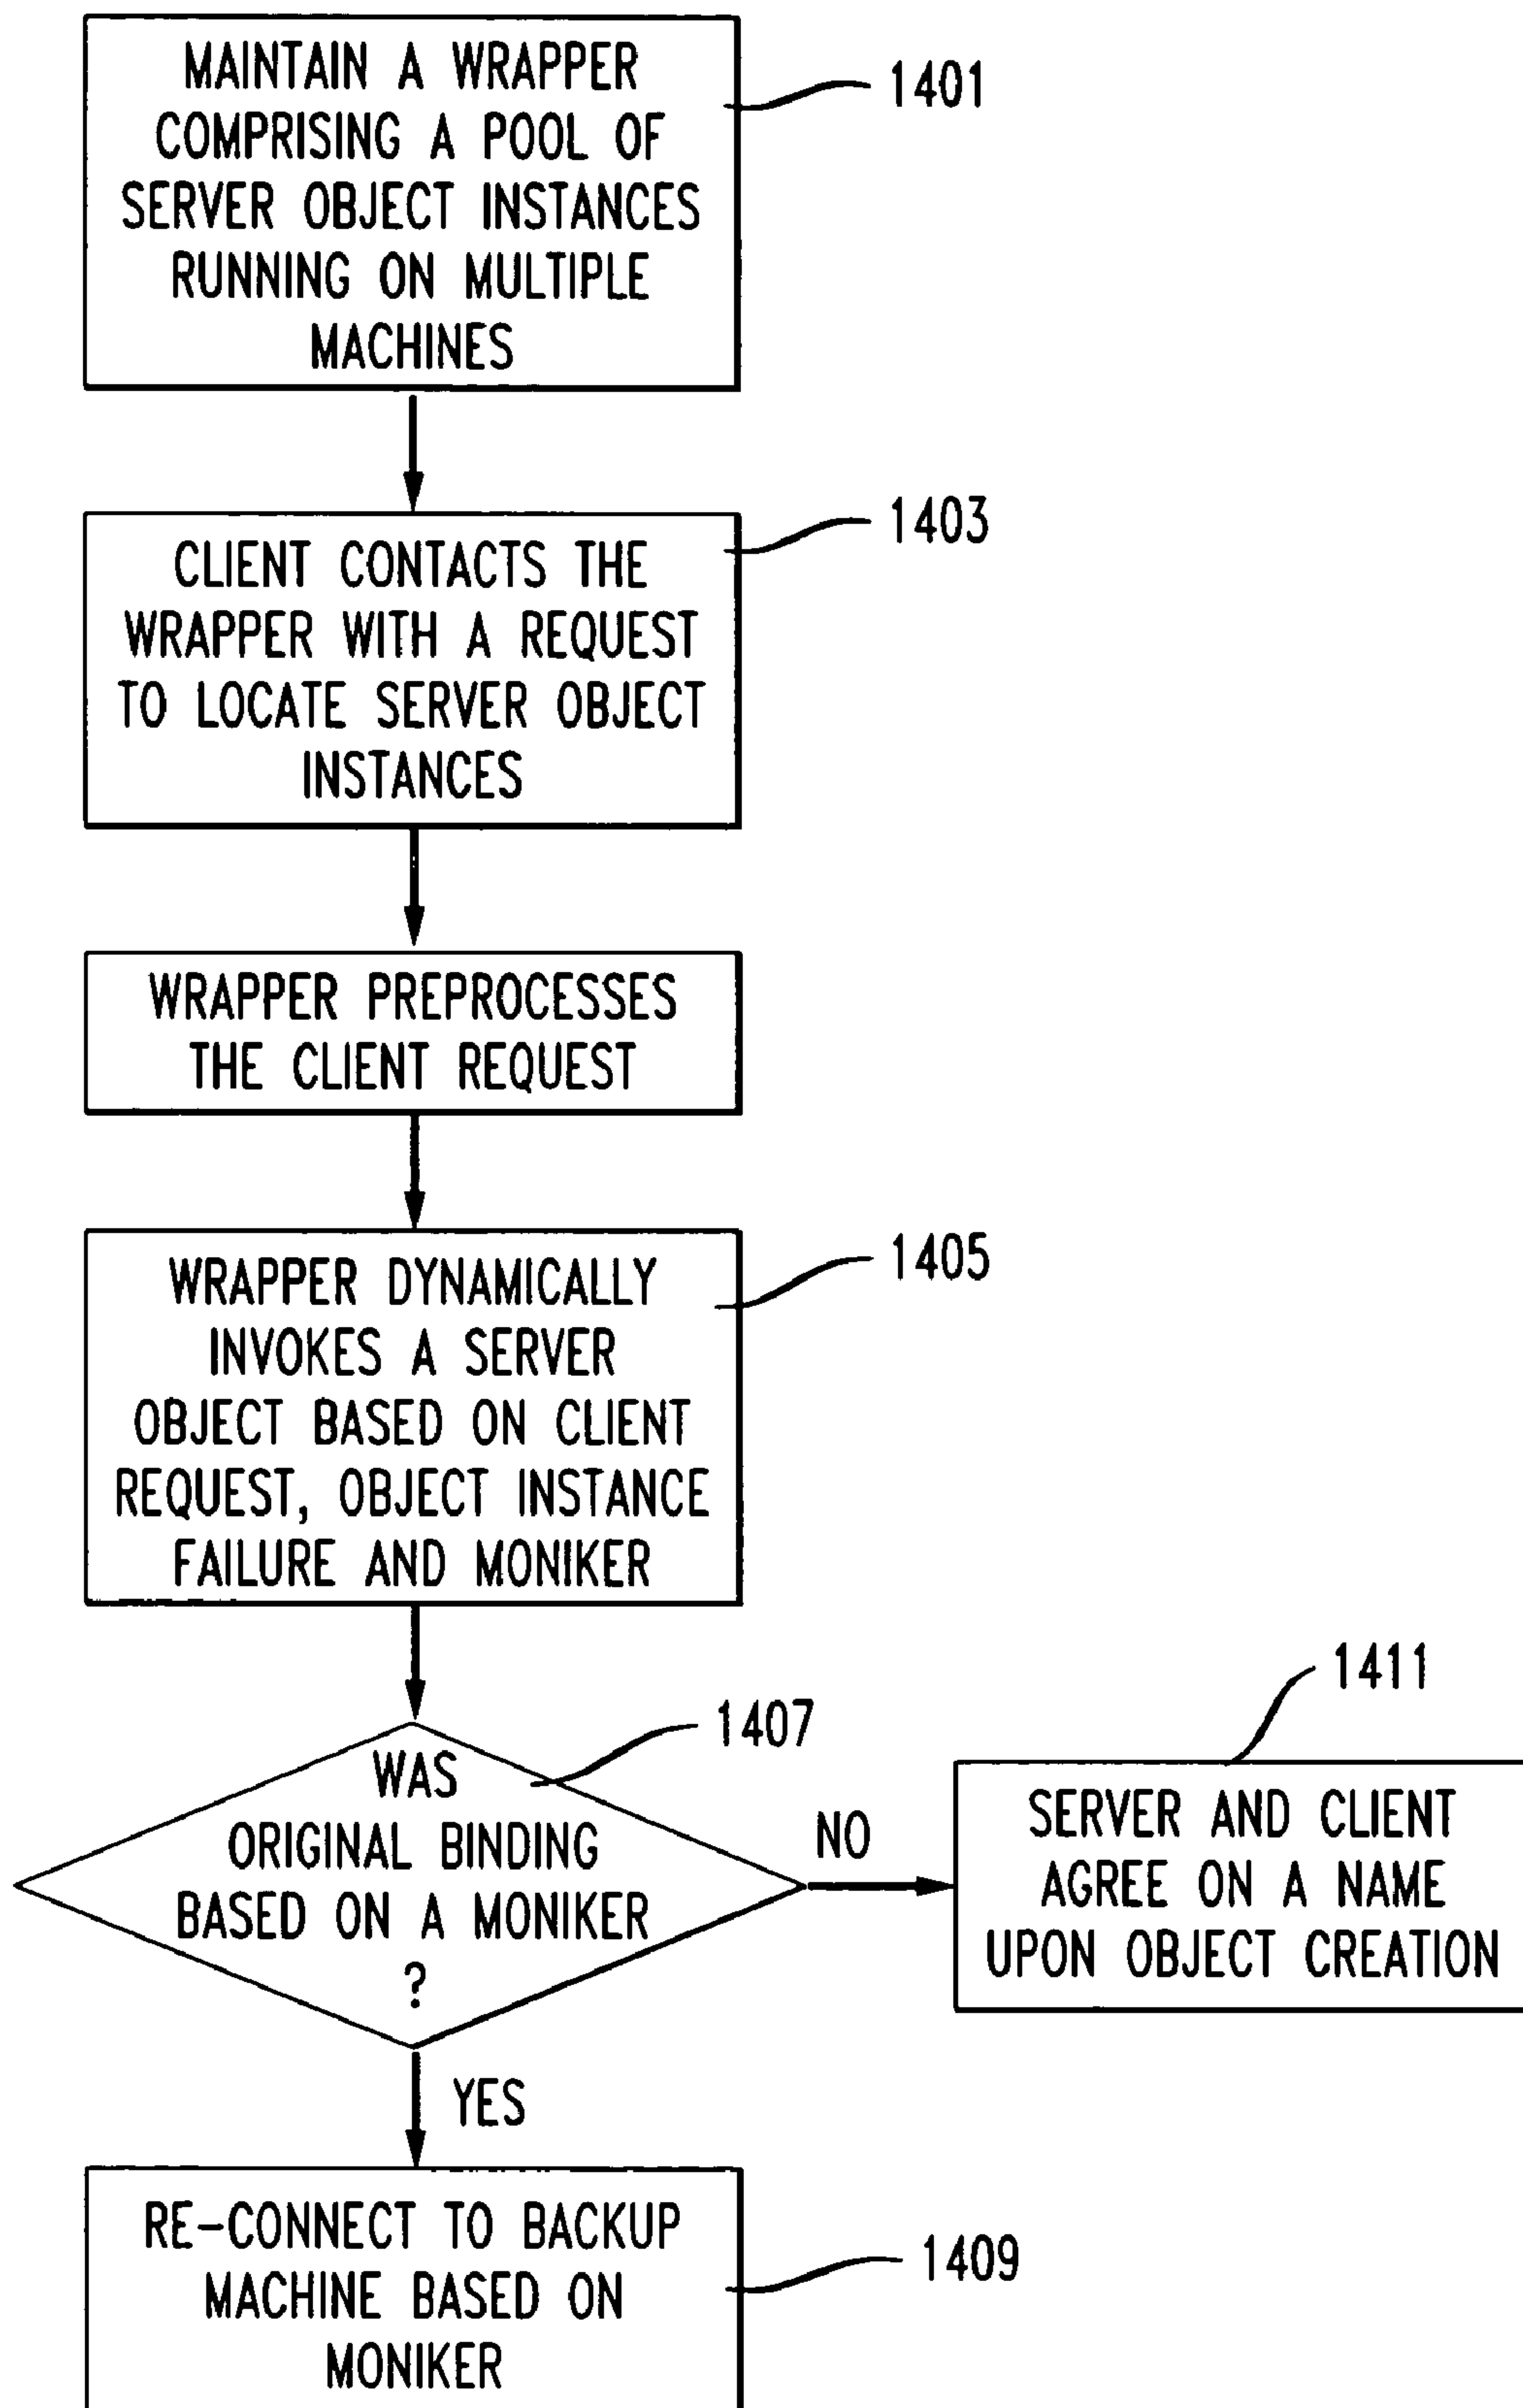 MAINTAIN A WRAPPER
COMPRISING A POOL OF
SERVER OBJECT INSTANCES
RUNNING ON MULTIPLE
MACHINES
1401
CLIENT CONTACTS THE
WRAPPER WITH A REQUEST
TO LOCATE SERVER OBJECT
INSTANCES
1403
WRAPPER PREPROCESSES
THE CLIENT REQUEST
WRAPPER DYNAMICALLY
INVOKES A SERVER
OBJECT BASED ON CLIENT
REQUEST, OBJECT INSTANCE
FAILURE AND MONIKER
1405
WAS
ORIGINAL BINDING
BASED ON A MONIKER
?
1407
NO
SERVER AND CLIENT
AGREE ON A NAME
UPON OBJECT CREATION
1411
YES
RE-CONNECT TO BACKUP
MACHINE BASED ON
MONIKER
1409